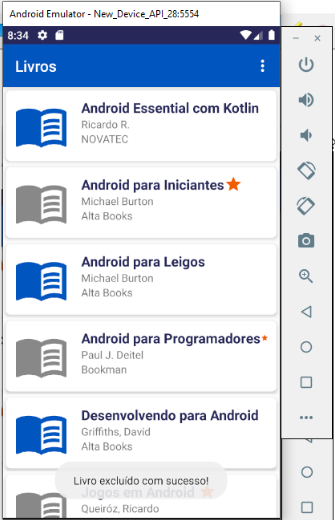 Android Emulator - New_Device_API_28:5554
8:34
Livros
Android Essential com Kotlin
Ricardo R.
NOVATEC
Android para Iniciantes
Michael Burton
Alta Books
Android para Leigos
Michael Burton
Alta Books
Android para Programadores
Paul J. Deitel
Bookman
Desenvolvendo para Android
Griffiths, David
Alta Books
Livro excluído com sucesso!
Jogos em Android
Queiróz, Ricardo